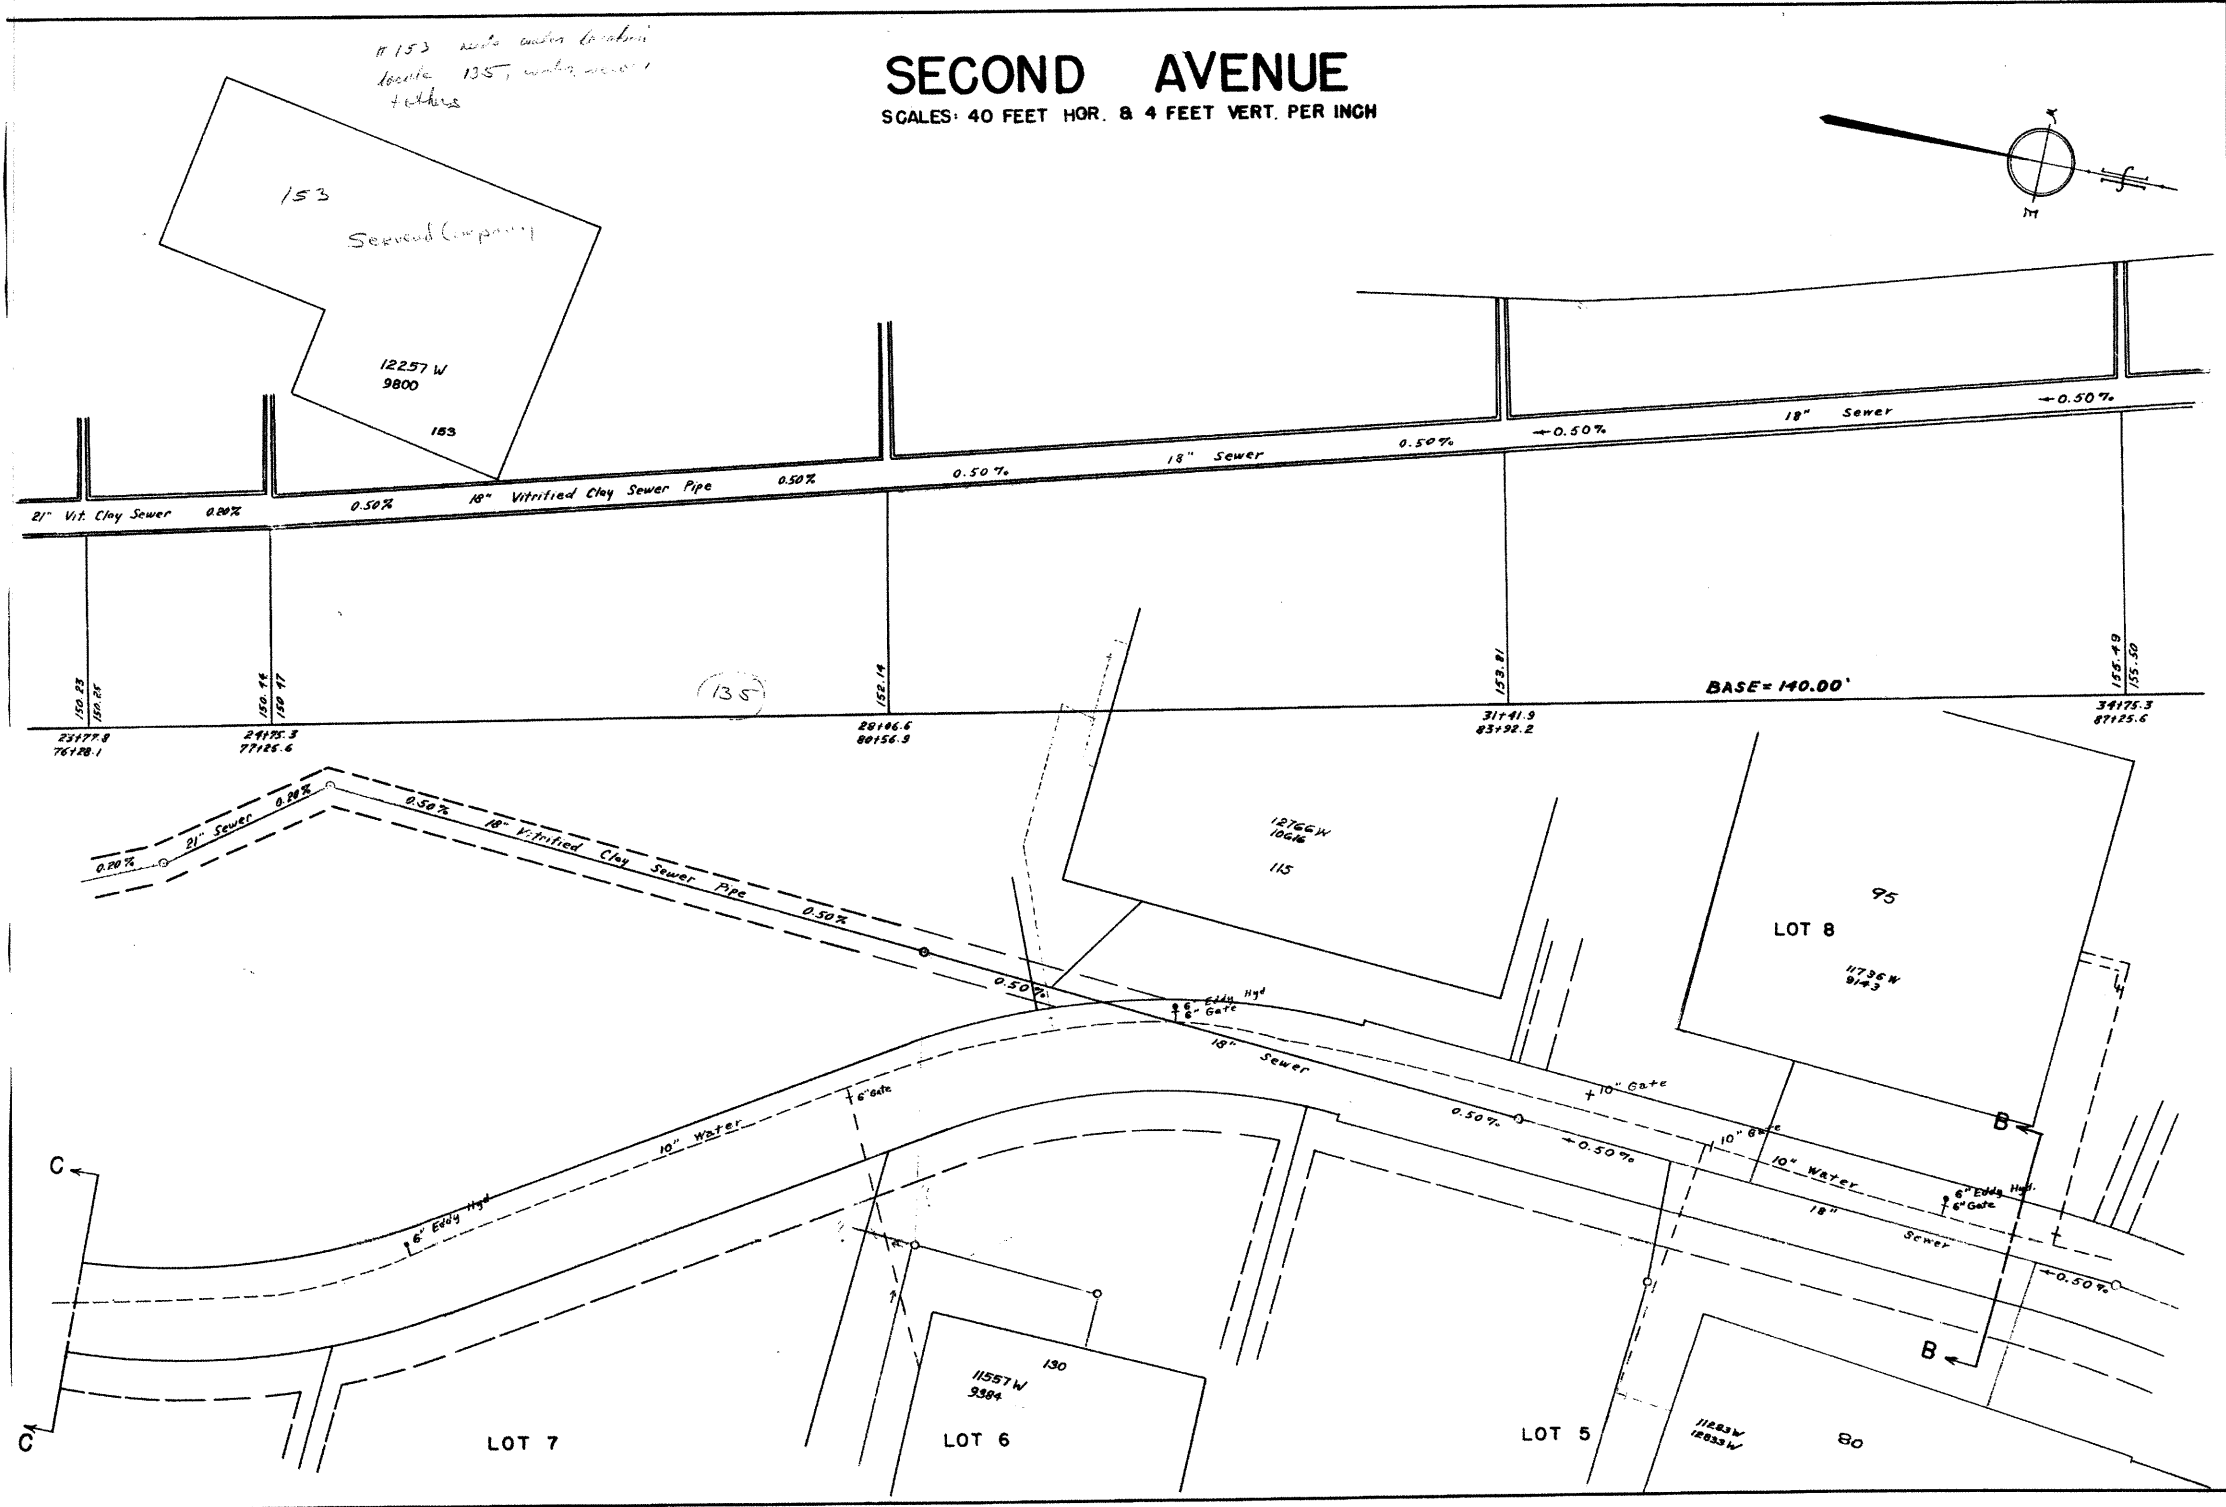 #153
135,
SECOND AVENUE
SCALES: 40 FEET HOR. & 4 FEET VERT. PER INCH
E
153
Company
12257 W
9800
153
21" Vit. Clay Sewer 0.20%
0.50% 18" Vitrified Clay Sewer Pipe 0.50%
0.50% 18" Sewer 0.50%
←0.50% 18" Sewer ←0.50%
150.23
150.25
150.44
150.47
152.14
153.81
155.49
155.50
135
BASE = 140.00'
23+77.8
76+28.1
24+75.3
77+25.6
28+06.6
80+56.9
31+41.9
83+92.2
34+75.3
87+25.6
0.20% 21" Sewer 0.20%
0.50% 18" Vitrified Clay Sewer Pipe 0.50%
0.50%
12766W
10616
115
95
LOT 8
11736 W
9143
6" Eddy Hyd
6" Gate
18" Sewer
0.50%
←0.50%
10" Gate
10" Gate
10" Water
6" Gate
10" Water
6" Eddy Hyd
6" Eddy Hyd.
6" Gate
18" Sewer
←0.50%
B
B
C
C
130
11557 W
9384
LOT 7
LOT 6
LOT 5
11283W
12833W
80